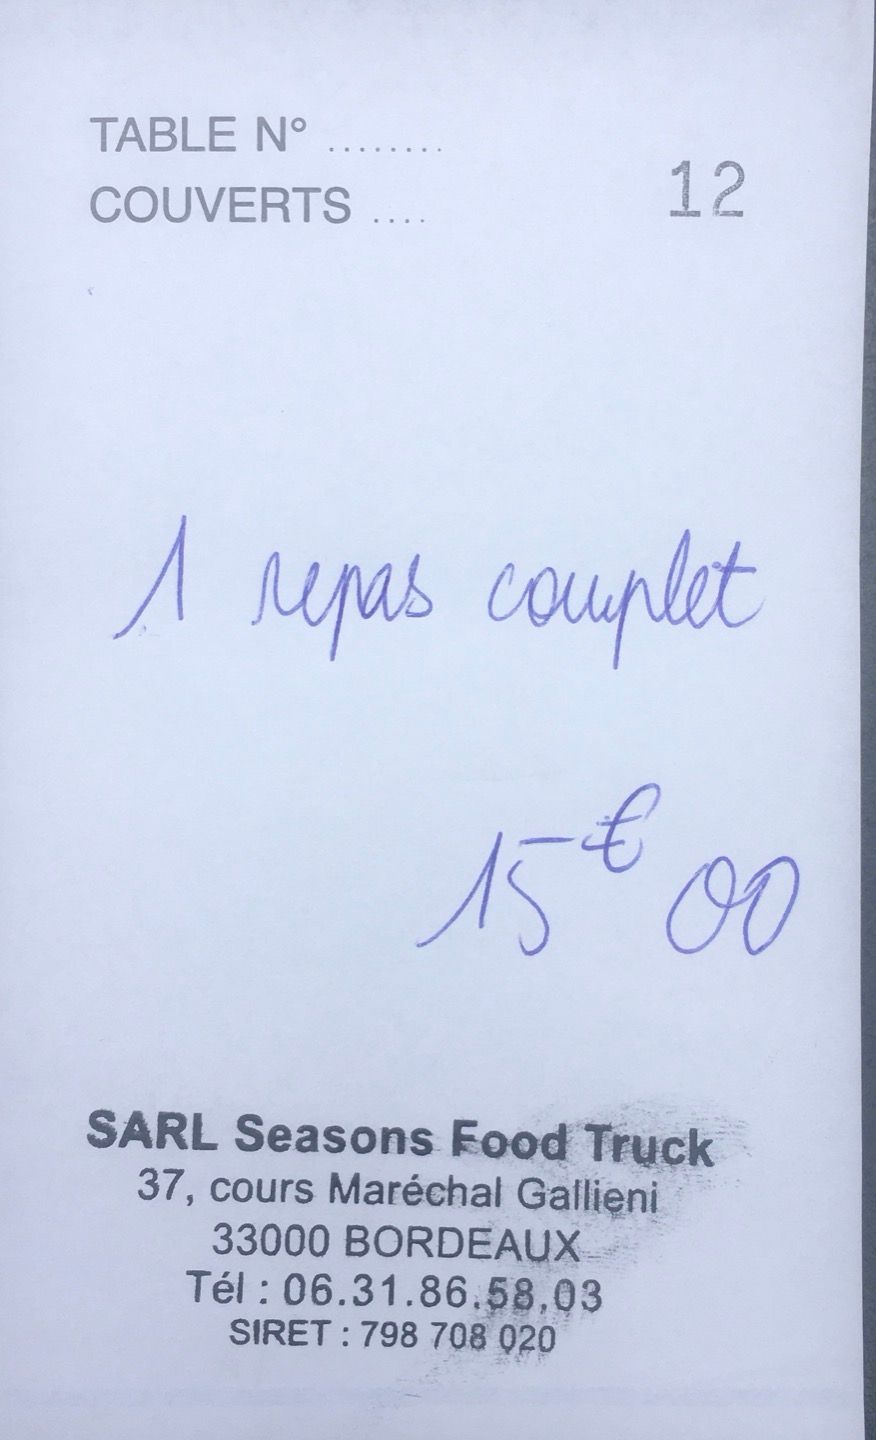 TABLE N° ........
COUVERTS ....
12
1 repas complet
15€00
SARL Seasons Food Truck
37, cours Maréchal Gallieni
33000 BORDEAUX
Tél : 06.31.86.58.03
SIRET : 798 708 020